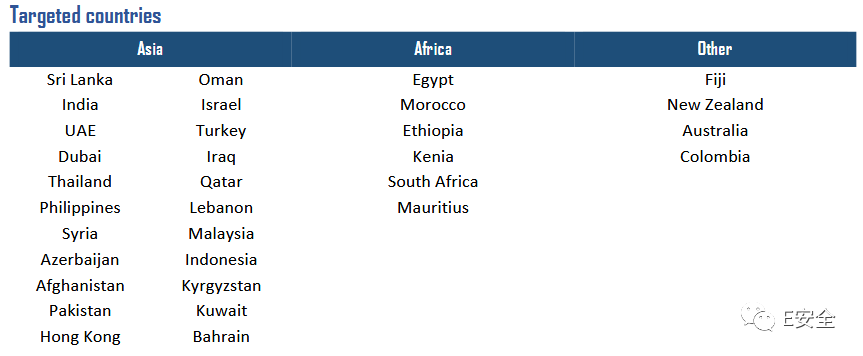 Targeted countries
Asia Africa Other
Sri Lanka Oman Egypt Fiji
India Israel Morocco New Zealand
UAE Turkey Ethiopia Australia
Dubai Iraq Kenia Colombia
Thailand Qatar South Africa
Philippines Lebanon Mauritius
Syria Malaysia
Azerbaijan Indonesia
Afghanistan Kyrgyzstan
Pakistan Kuwait
Hong Kong Bahrain
E安全